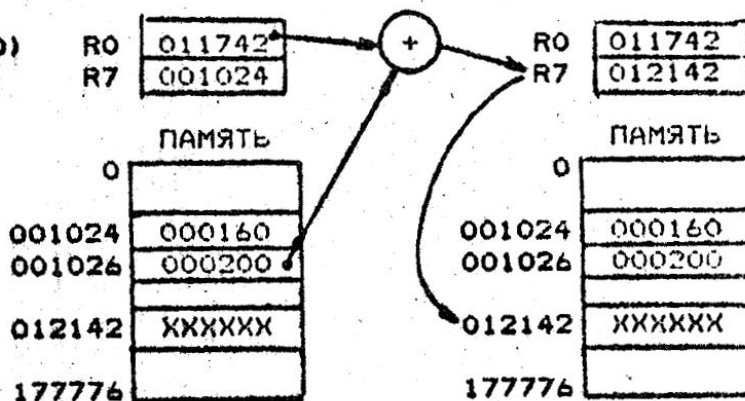 О) R0 011742 + R0 011742
R7 001024 R7 012142
ПАМЯТЬ ПАМЯТЬ
0 0
001024 000160 001024 000160
001026 000200 001026 000200
012142 XXXXXX 012142 XXXXXX
177776 177776